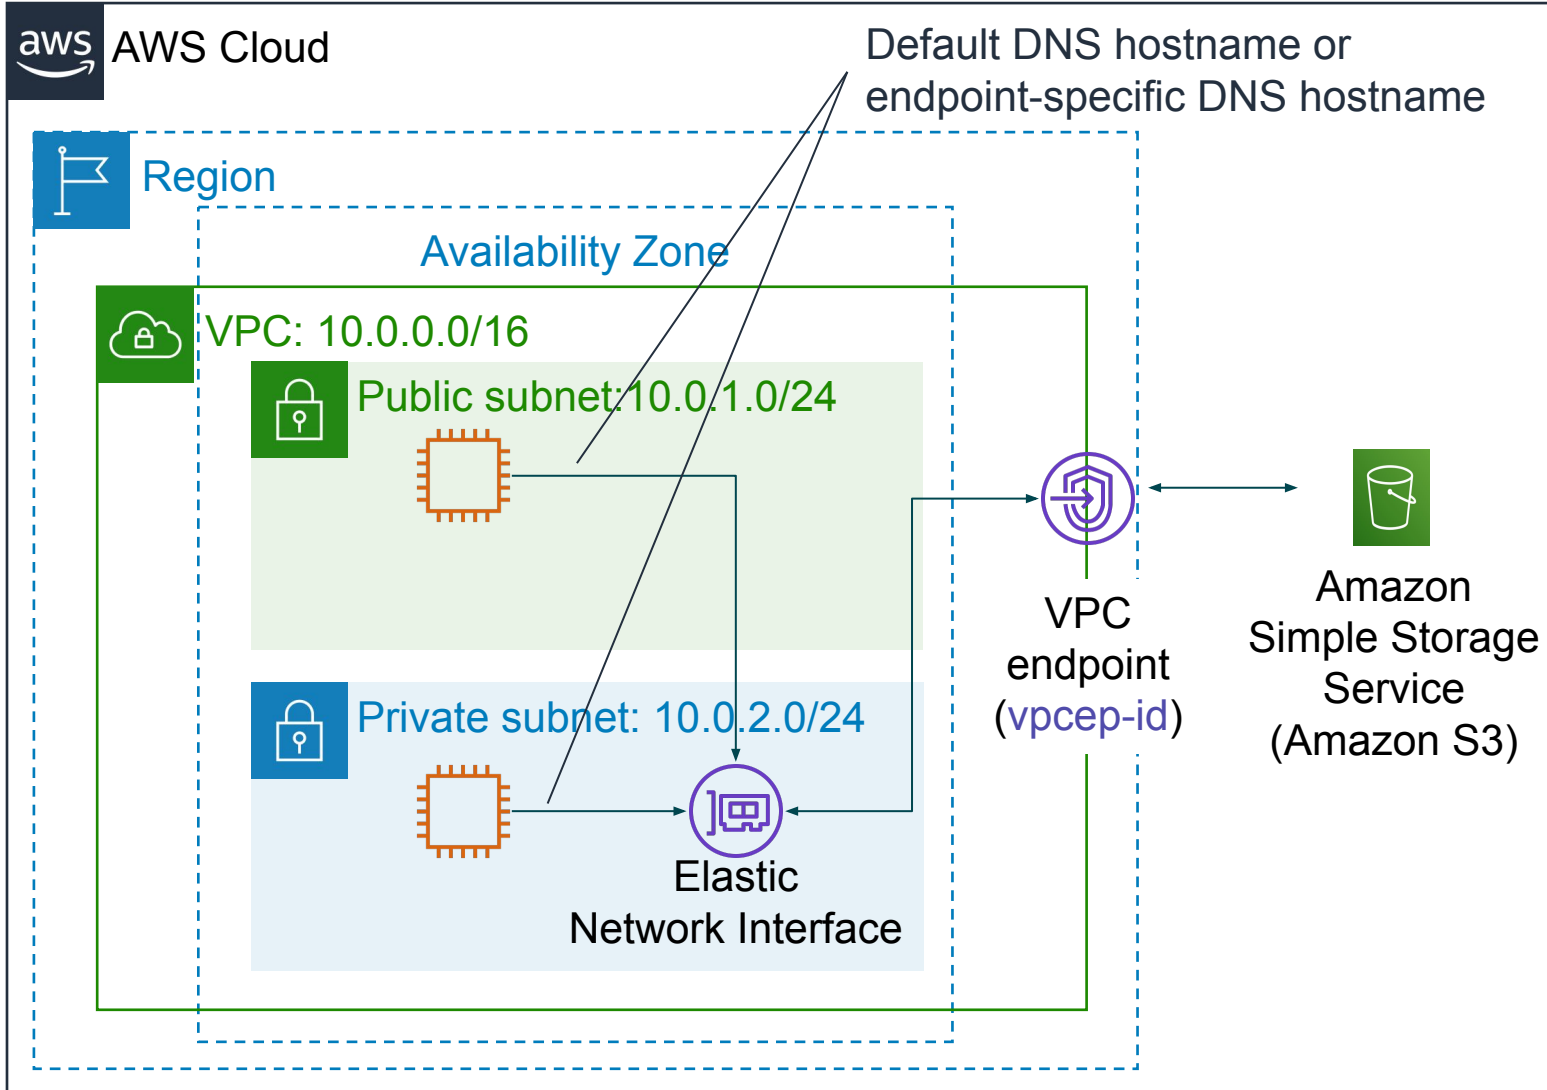 aws
AWS Cloud
Default DNS hostname or
endpoint-specific DNS hostname
Region
Availability Zone
VPC: 10.0.0.0/16
Public subnet:10.0.1.0/24
Private subnet: 10.0.2.0/24
Elastic
Network Interface
VPC
endpoint
(vpcep-id)
Amazon
Simple Storage
Service
(Amazon S3)